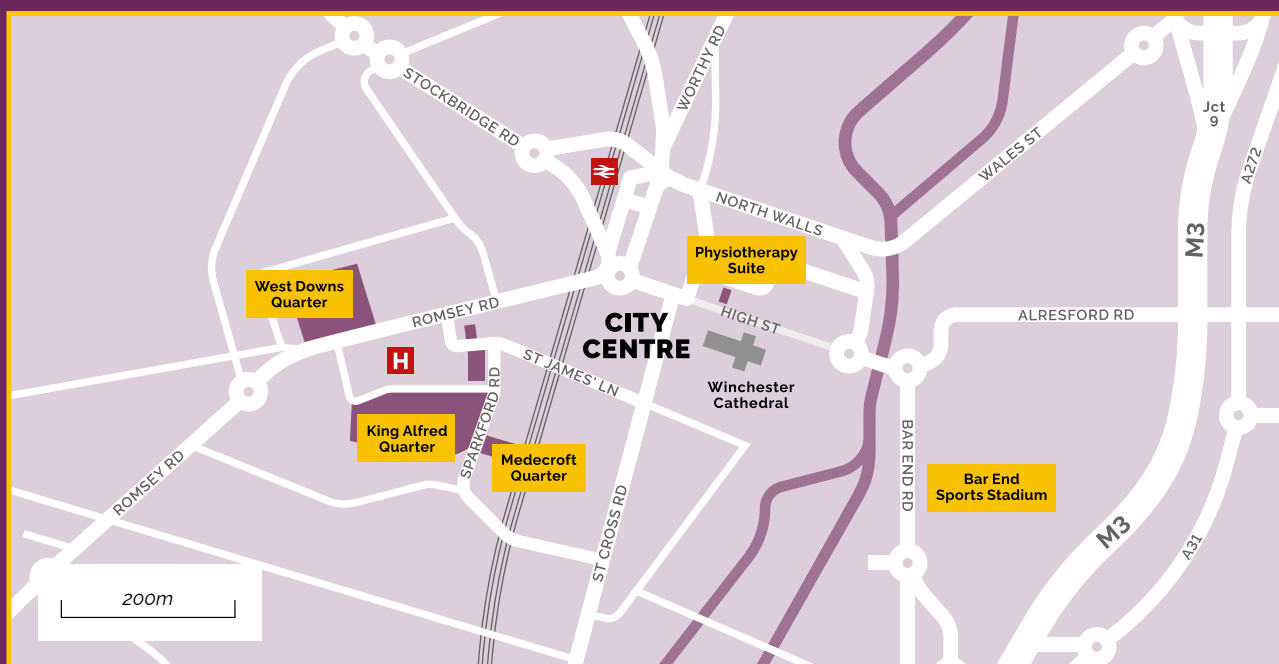 STOCKBRIDGE RD
WORTHY RD
Jct
9
WALES ST
A272
NORTH WALLS
M3
Physiotherapy
Suite
West Downs
Quarter
ROMSEY RD
CITY
CENTRE
HIGH ST
ALRESFORD RD
H
ST JAMES' LN
Winchester
Cathedral
SPARKFORD RD
King Alfred
Quarter
Medecroft
Quarter
BAR END RD
Bar End
Sports Stadium
ROMSEY RD
ST CROSS RD
M3
A31
200m